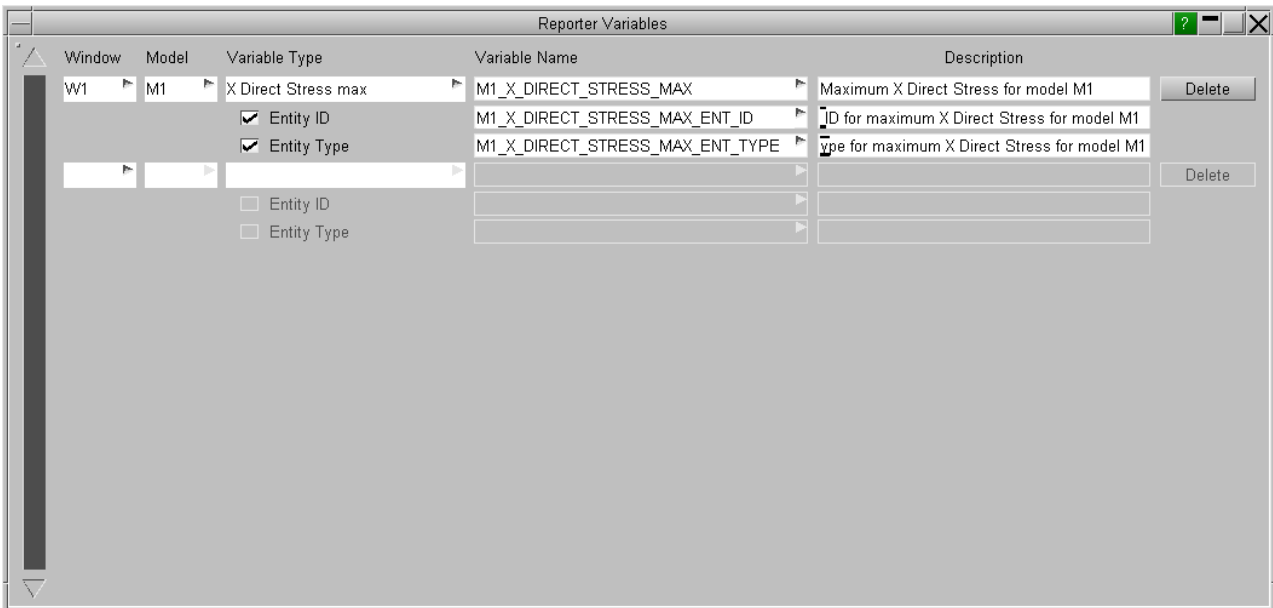 Reporter Variables ?
Window Model Variable Type Variable Name Description
W1 M1 X Direct Stress max M1_X_DIRECT_STRESS_MAX Maximum X Direct Stress for model M1 Delete
Entity ID M1_X_DIRECT_STRESS_MAX_ENT_ID ID for maximum X Direct Stress for model M1
Entity Type M1_X_DIRECT_STRESS_MAX_ENT_TYPE ype for maximum X Direct Stress for model M1
Delete
Entity ID
Entity Type